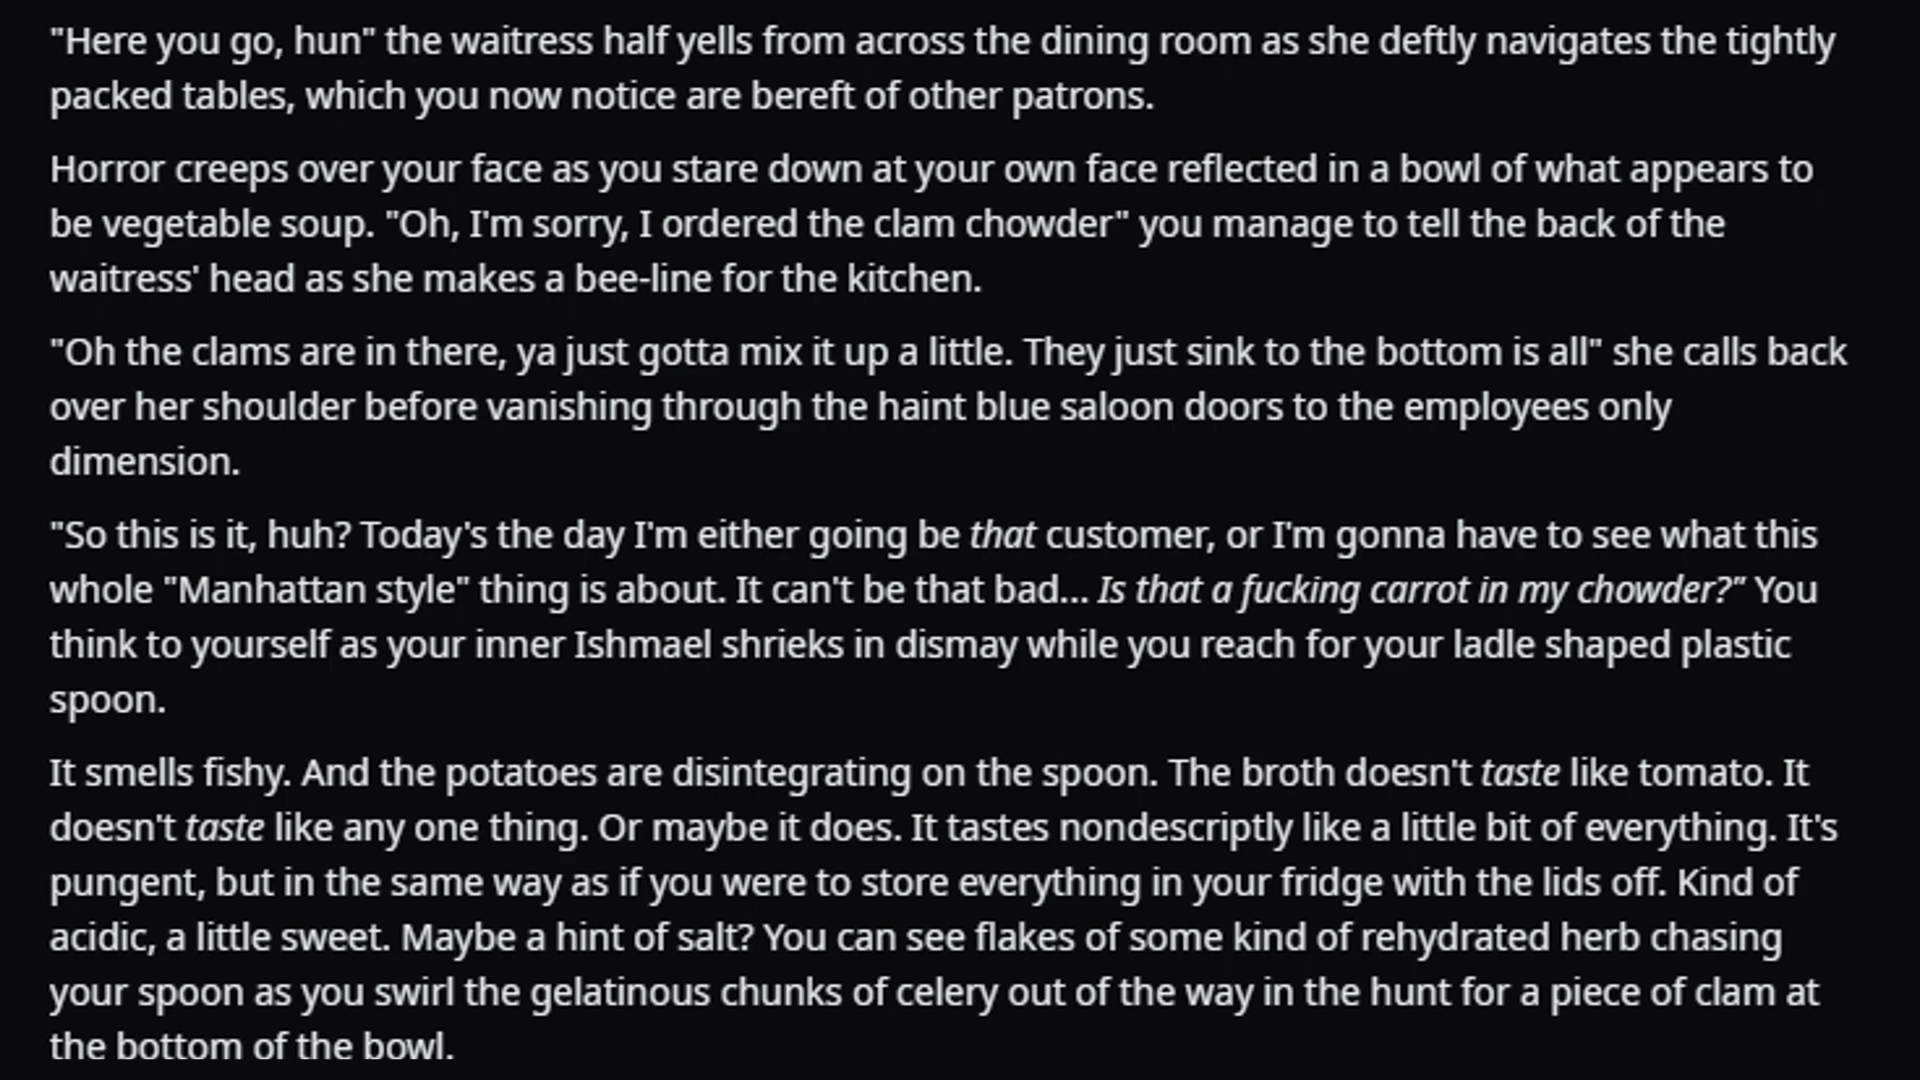 "Here you go, hun" the waitress half yells from across the dining room as she deftly navigates the tightly
packed tables, which you now notice are bereft of other patrons.
Horror creeps over your face as you stare down at your own face reflected in a bowl of what appears to
be vegetable soup. "Oh, I'm sorry, I ordered the clam chowder" you manage to tell the back of the
waitress' head as she makes a bee-line for the kitchen.
"Oh the clams are in there, ya just gotta mix it up a little. They just sink to the bottom is all" she calls back
over her shoulder before vanishing through the haint blue saloon doors to the employees only
dimension.
"So this is it, huh? Today's the day I'm either going be that customer, or I'm gonna have to see what this
whole "Manhattan style" thing is about. It can't be that bad... Is that a fucking carrot in my chowder?" You
think to yourself as your inner Ishmael shrieks in dismay while you reach for your ladle shaped plastic
spoon.
It smells fishy. And the potatoes are disintegrating on the spoon. The broth doesn't taste like tomato. It
doesn't taste like any one thing. Or maybe it does. It tastes nondescriptly like a little bit of everything. It's
pungent, but in the same way as if you were to store everything in your fridge with the lids off. Kind of
acidic, a little sweet. Maybe a hint of salt? You can see flakes of some kind of rehydrated herb chasing
your spoon as you swirl the gelatinous chunks of celery out of the way in the hunt for a piece of clam at
the bottom of the bowl.